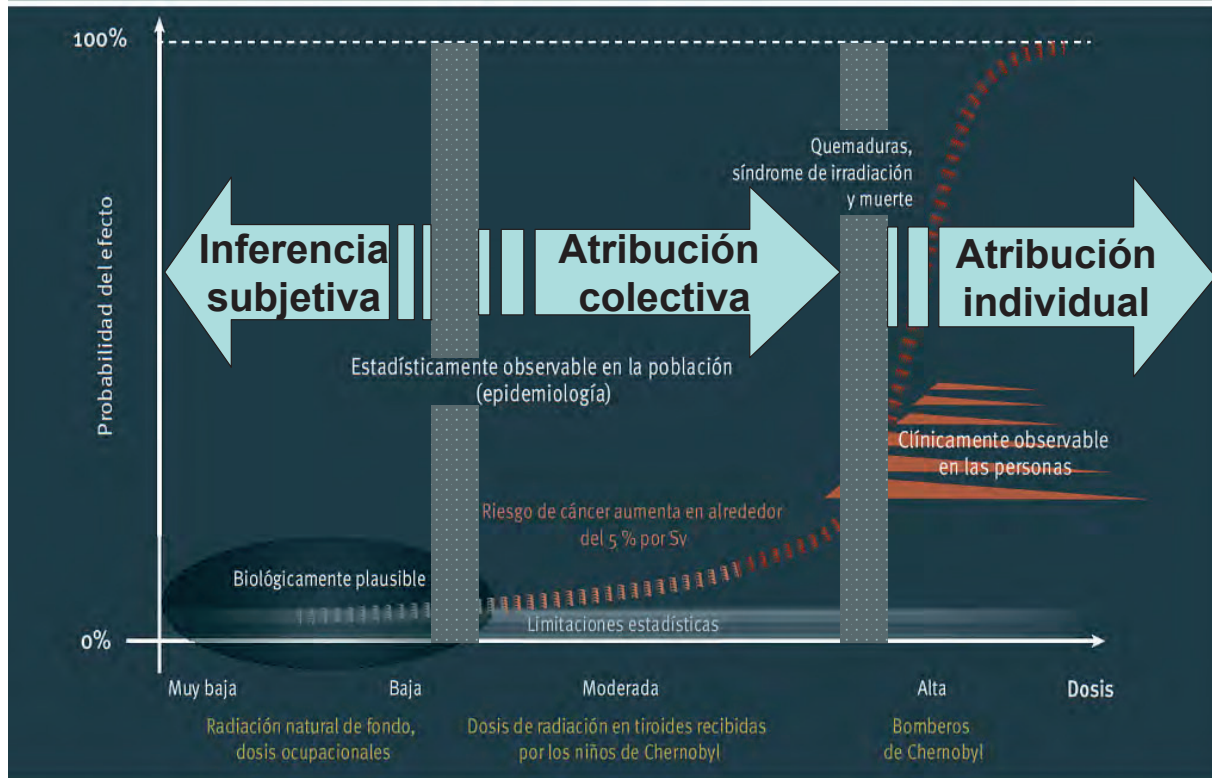 100%
Quemaduras,
síndrome de irradiación
y muerte
Probabilidad del efecto
Inferencia
subjetiva
Atribución
colectiva
Atribución
individual
Estadísticamente observable en la población
(epidemiología)
Clínicamente observable
en las personas
Riesgo de cáncer aumenta en alrededor
del 5 % por Sv
Biológicamente plausible
Limitaciones estadísticas
0%
Muy baja
Baja
Moderada
Alta
Dosis
Radiación natural de fondo,
dosis ocupacionales
Dosis de radiación en tiroides recibidas
por los niños de Chernobyl
Bomberos
de Chernobyl